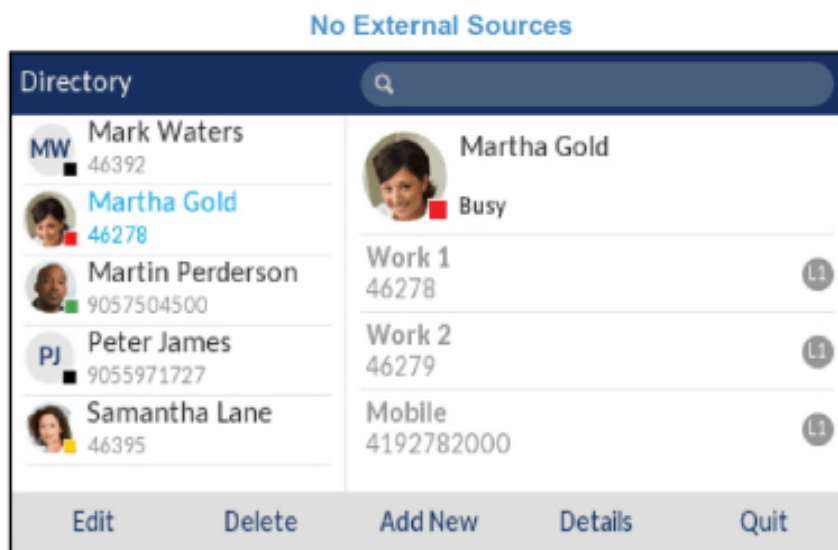 No External Sources
Directory
MW
Mark Waters
46392
Martha Gold
46278
Martin Perderson
9057504500
PJ
Peter James
9055971727
Samantha Lane
46395
Martha Gold
Busy
Work 1
46278
L1
Work 2
46279
L1
Mobile
4192782000
L1
Edit Delete Add New Details Quit